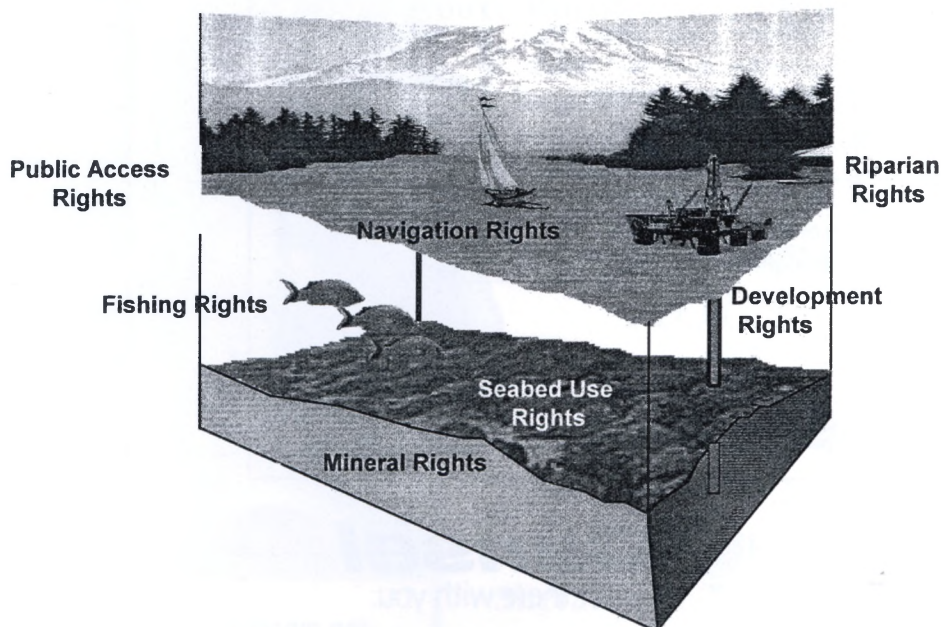 Public Access
Rights
Riparian
Rights
Navigation Rights
Fishing Rights
Development
Rights
Seabed Use
Rights
Mineral Rights